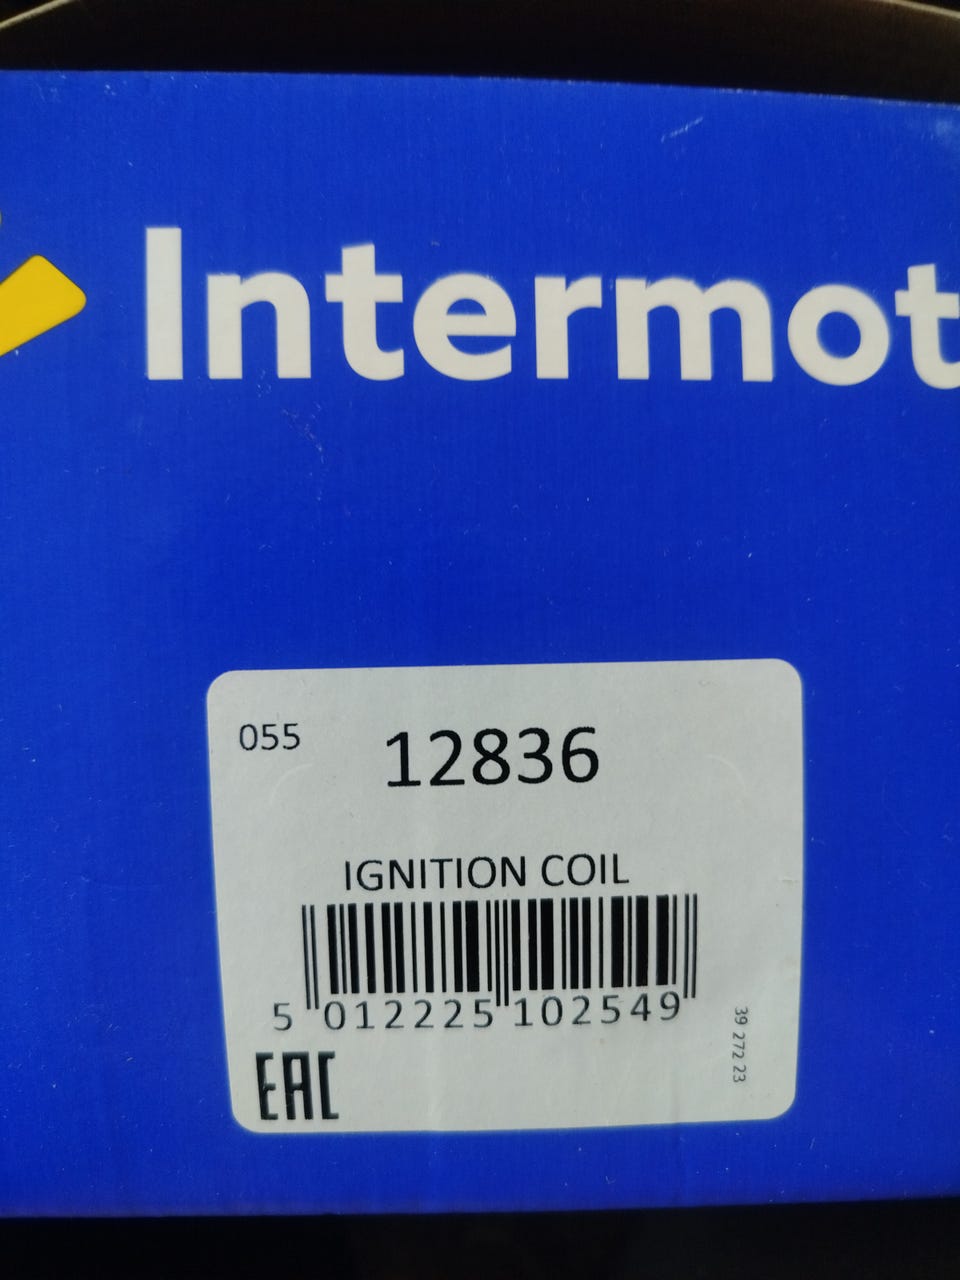 Intermot
055
12836
IGNITION COIL
5 012225 102549
39 272 23
EAC